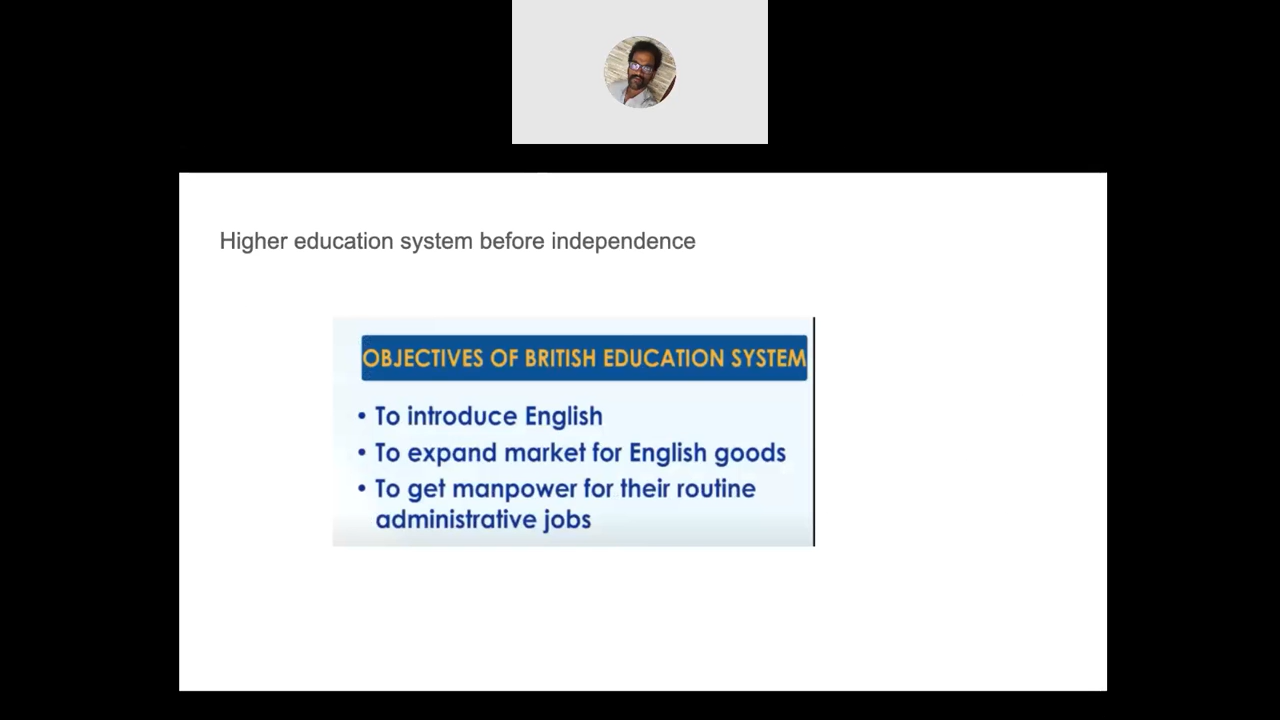 Higher education system before independence
OBJECTIVES OF BRITISH EDUCATION SYSTEM
• To introduce English
• To expand market for English goods
• To get manpower for their routine
administrative jobs